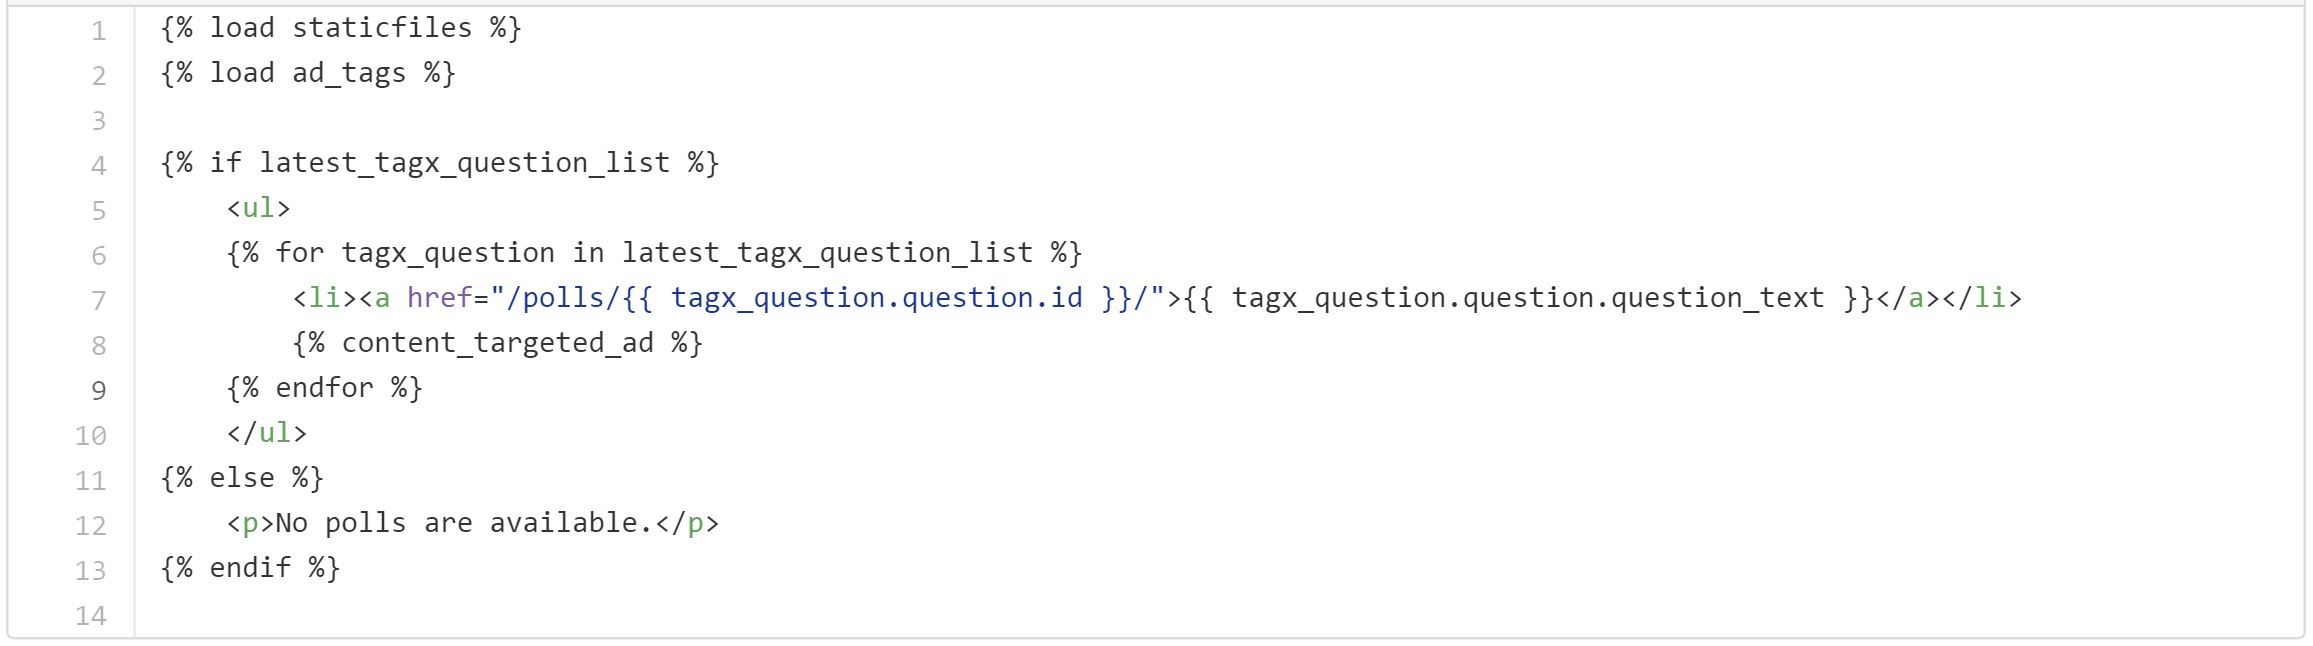 1 {% load staticfiles %}
2 {% load ad_tags %}
3
4 {% if latest_tagx_question_list %}
5     <ul>
6     {% for tagx_question in latest_tagx_question_list %}
7         <li><a href="/polls/{{ tagx_question.question.id }}/">{{ tagx_question.question.question_text }}</a></li>
8         {% content_targeted_ad %}
9     {% endfor %}
10     </ul>
11 {% else %}
12     <p>No polls are available.</p>
13 {% endif %}
14